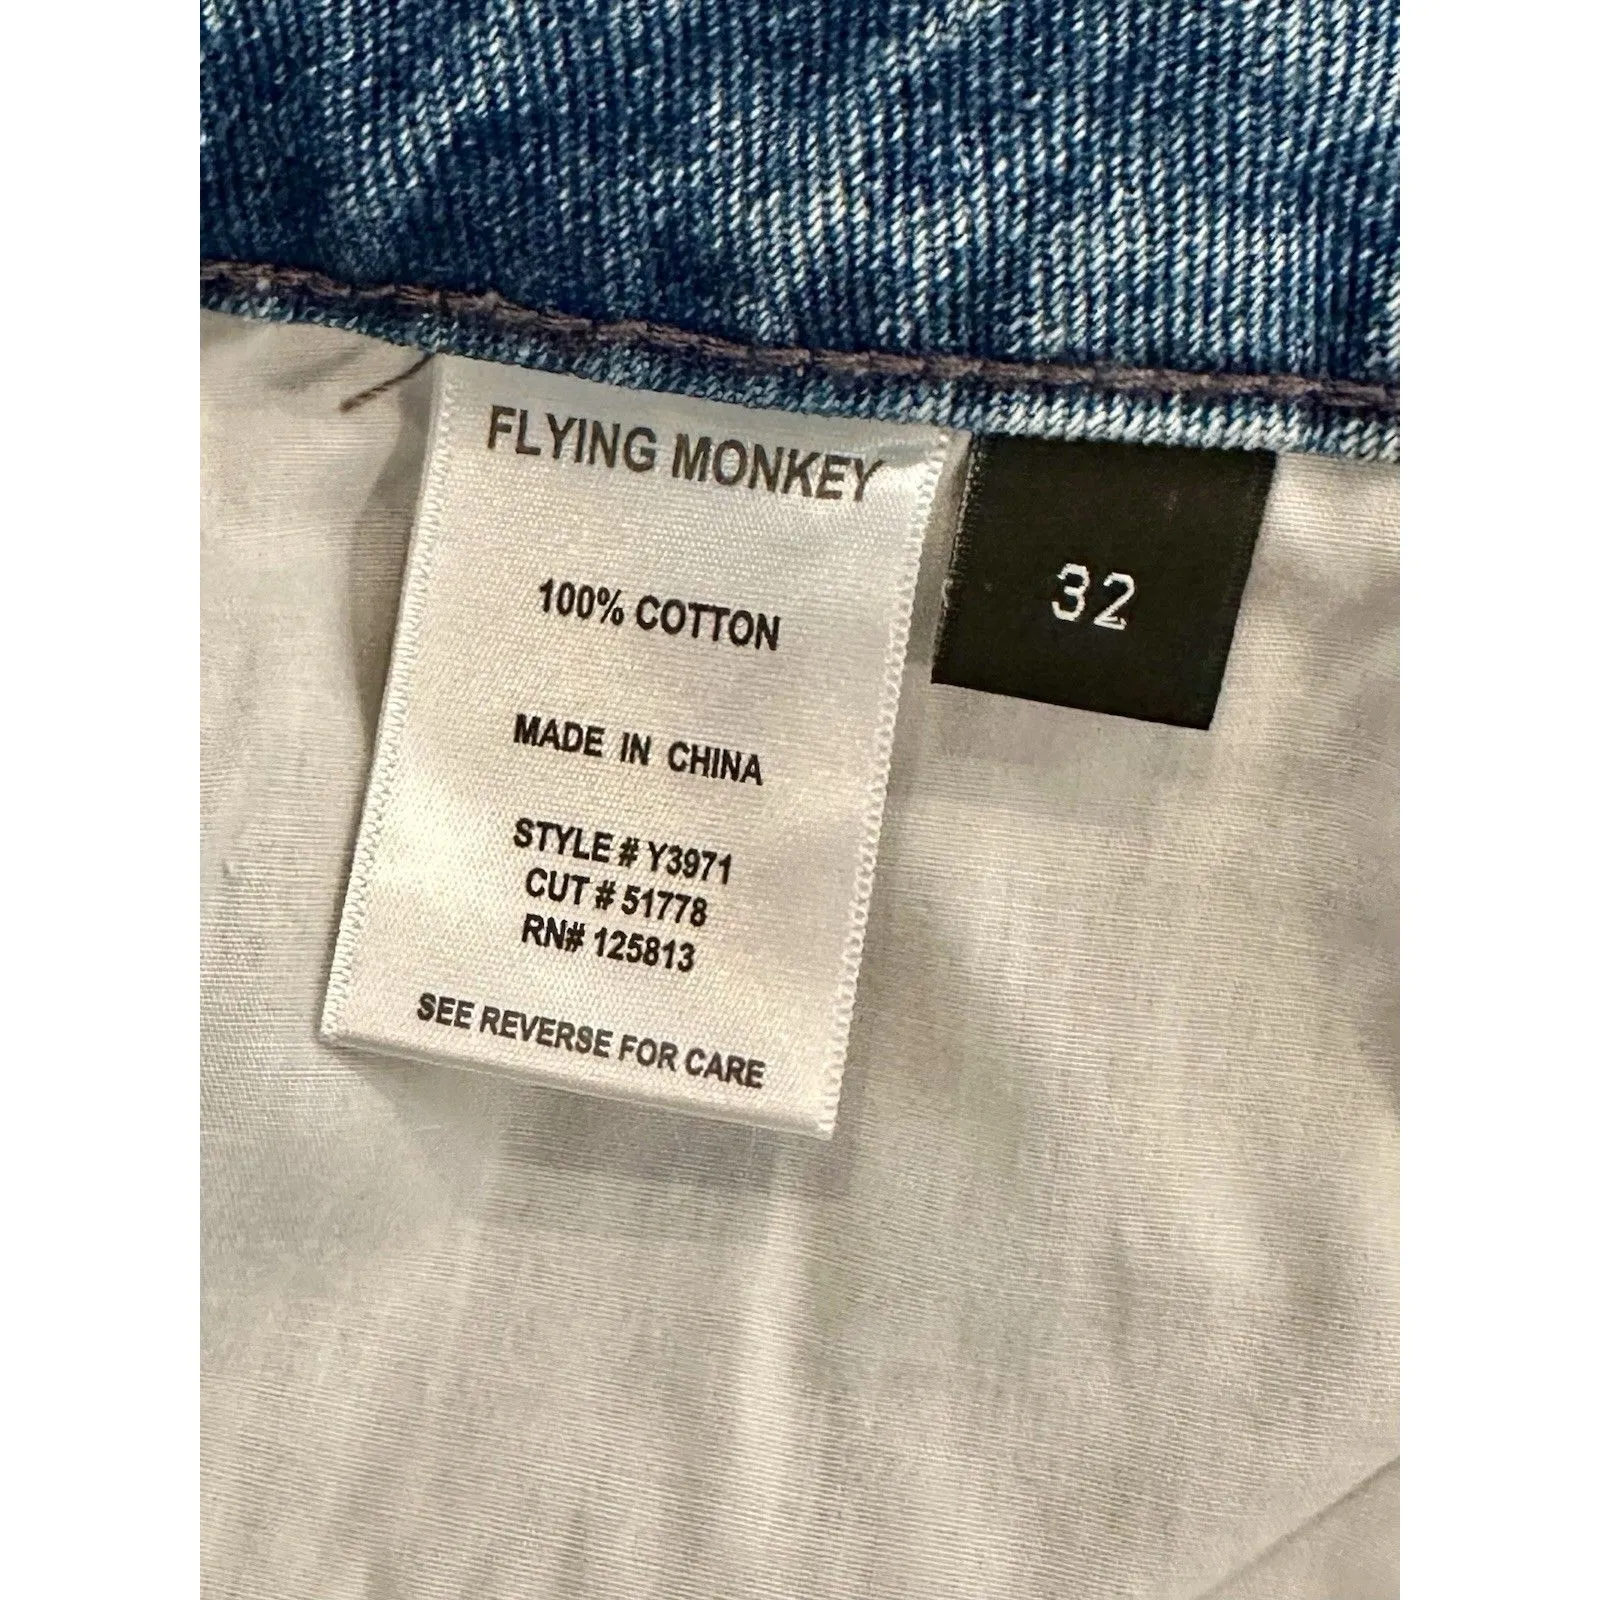 FLYING MONKEY
100% COTTON
MADE IN CHINA
STYLE # Y3971
CUT # 51778
RN# 125813
SEE REVERSE FOR CARE
32